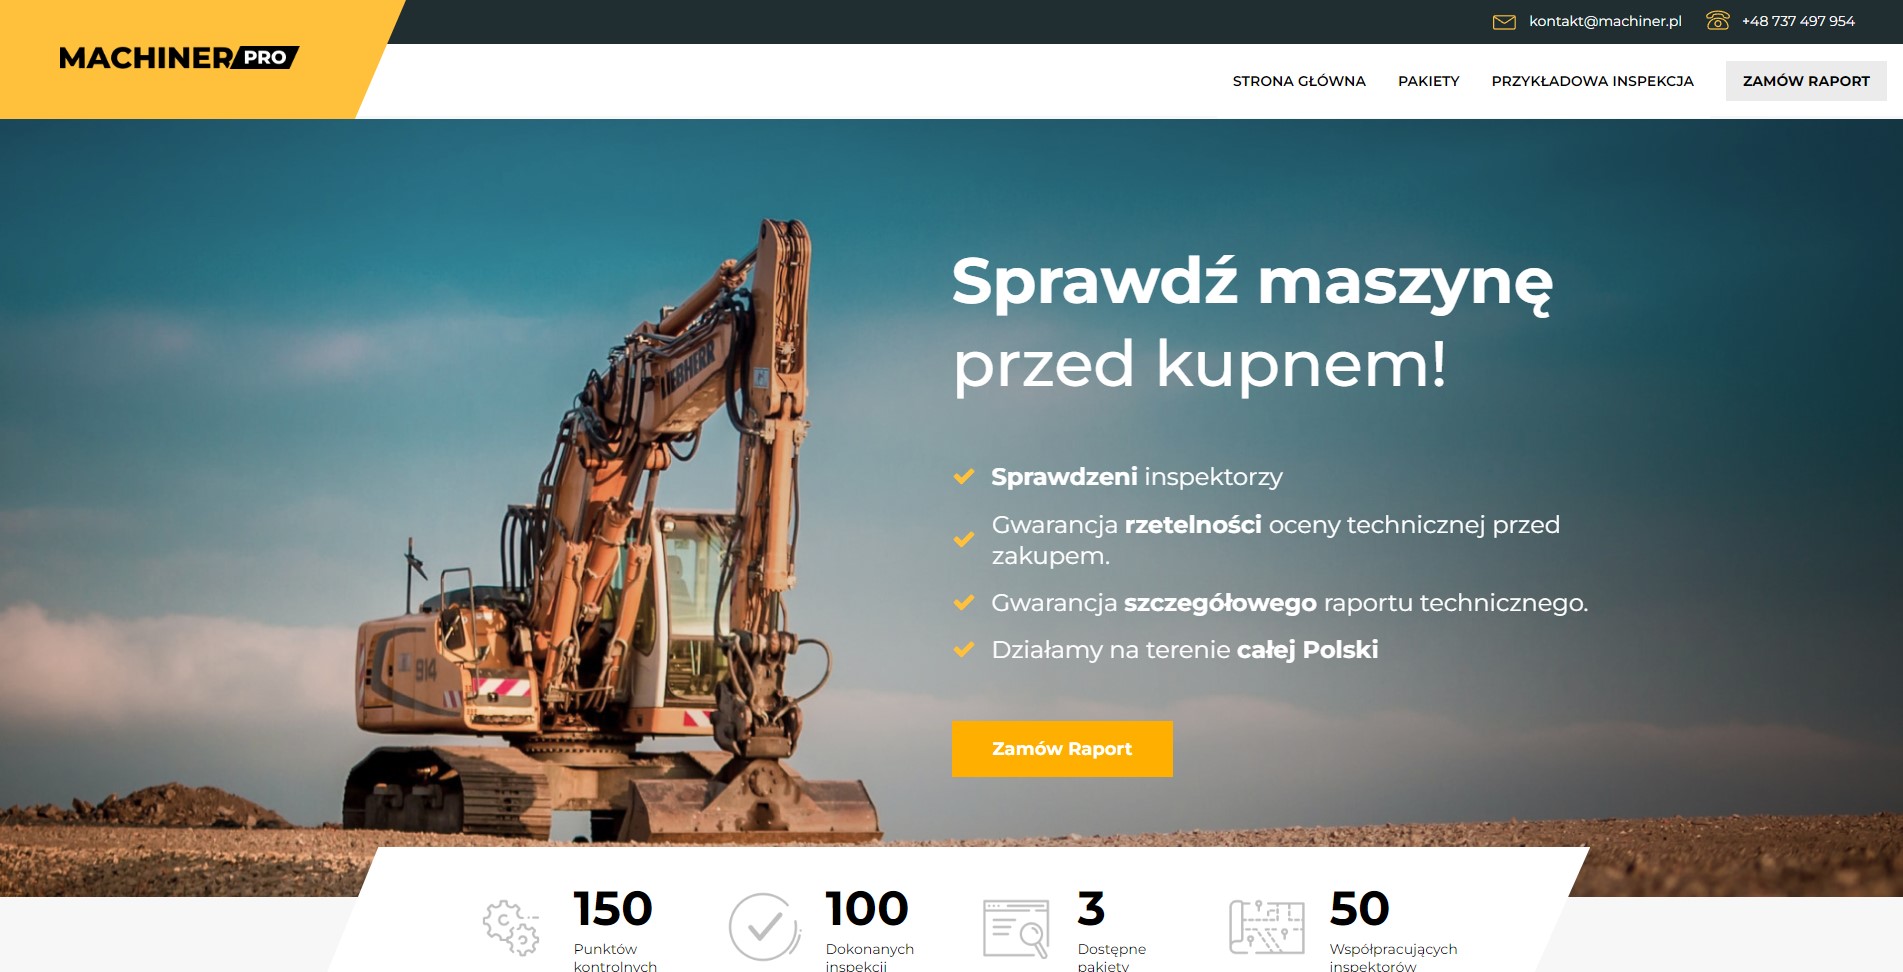 kontakt@machiner.pl
+48 737 497 954
MACHINER PRO
STRONA GŁÓWNA
PAKIETY
PRZYKŁADOWA INSPEKCJA
ZAMÓW RAPORT
Sprawdź maszynę
przed kupnem!
LIEBHERR
914
Sprawdzeni inspektorzy
Gwarancja rzetelności oceny technicznej przed
zakupem.
Gwarancja szczegółowego raportu technicznego.
Działamy na terenie całej Polski
Zamów Raport
150
Punktów
kontrolnych
100
Dokonanych
inspekcji
3
Dostępne
pakiety
50
Współpracujących
inspektorów